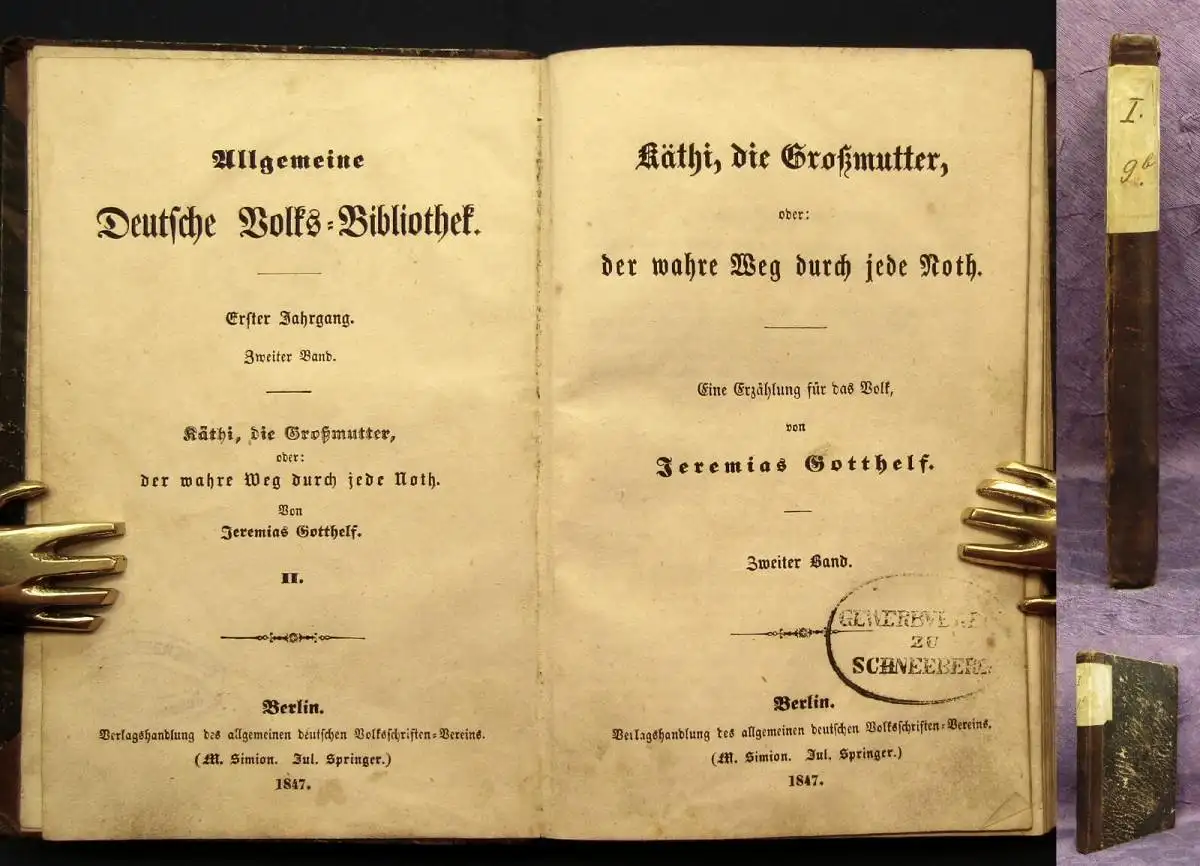 Allgemeine
Deutsche Volks-Bibliothek.
Erster Jahrgang.
Zweiter Band.
Käthi, die Großmutter,
oder:
der wahre Weg durch jede Noth.
Von
Jeremias Gotthelf.
II.
Berlin.
Verlagshandlung des allgemeinen deutschen Volksschriften-Vereins.
(M. Simion. Jul. Springer.)
1847.
Käthi, die Großmutter,
oder:
der wahre Weg durch jede Noth.
Eine Erzählung für das Volk,
von
Jeremias Gotthelf.
Zweiter Band.
GEWERBVEREIN
ZU
SCHNEEBERG
Berlin.
Verlagshandlung des allgemeinen deutschen Volksschriften-Vereins.
(M. Simion. Jul. Springer.)
1847.
I.
9.b